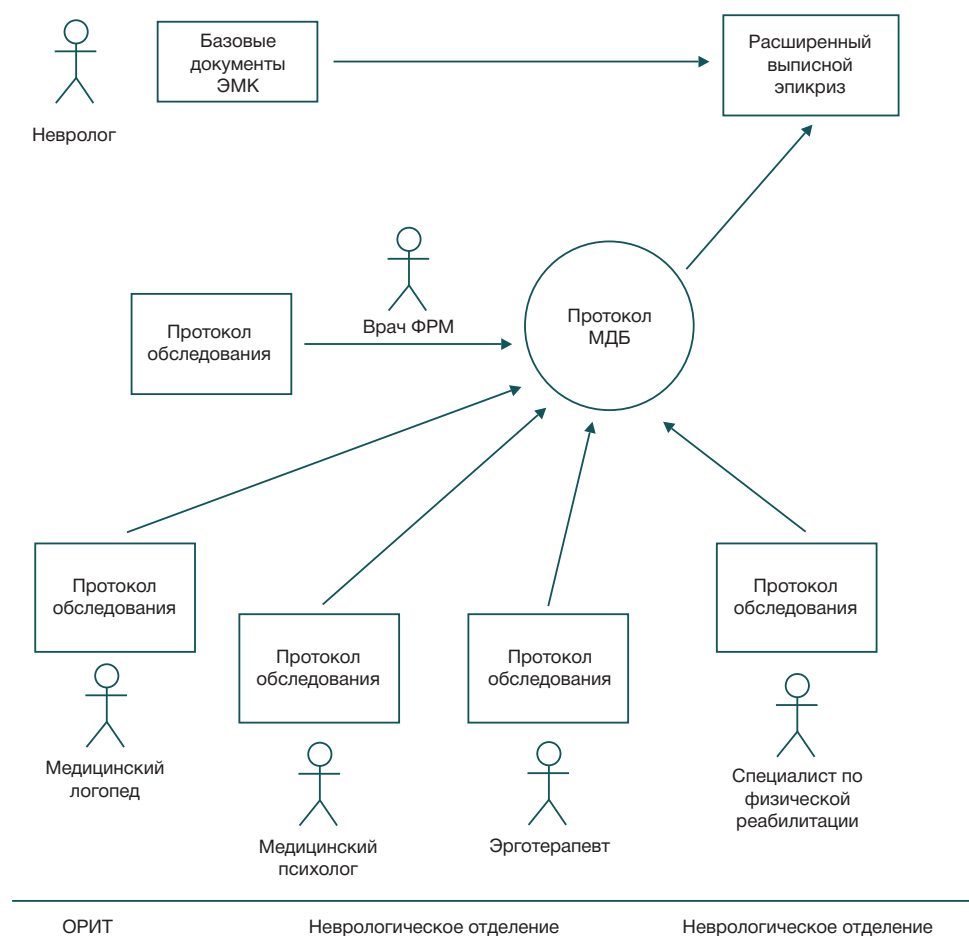 Базовые
документы
ЭМК
Расширенный
выписной
эпикриз
Невролог
Протокол
обследования
Врач ФРМ
Протокол
МДБ
Протокол
обследования
Протокол
обследования
Протокол
обследования
Протокол
обследования
Медицинский
логопед
Медицинский
психолог
Эрготерапевт
Специалист по
физической
реабилитации
ОРИТ
Неврологическое отделение
Неврологическое отделение